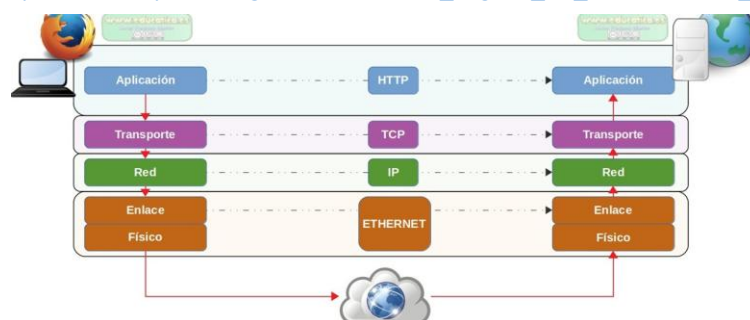 Aplicación HTTP Aplicación
Transporte TCP Transporte
Red IP Red
Enlace ETHERNET Enlace
Físico Físico